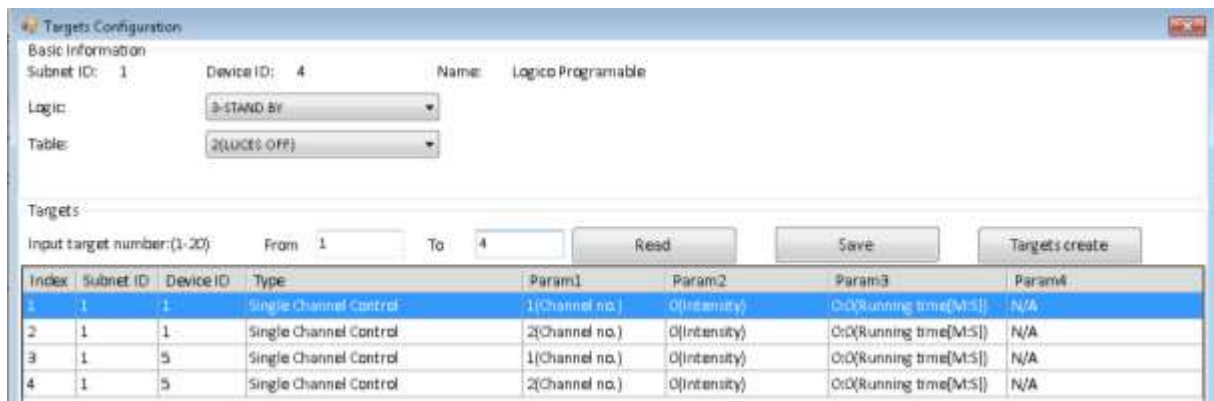 Targets Configuration
Basic Information
Subnet ID: 1 Device ID: 4 Name: Logico Programable
Logic: 3-STAND BY
Table: 2(LUCES OFF)
Targets
Input target number:(1-20) From 1 To 4 Read Save Targets create
Index Subnet ID Device ID Type Param1 Param2 Param3 Param4
1 1 1 Single Channel Control 1(Channel no.) 0(Intensity) 0:0(Running time[M:S]) N/A
2 1 1 Single Channel Control 2(Channel no.) 0(Intensity) 0:0(Running time[M:S]) N/A
3 1 5 Single Channel Control 1(Channel no.) 0(Intensity) 0:0(Running time[M:S]) N/A
4 1 5 Single Channel Control 2(Channel no.) 0(Intensity) 0:0(Running time[M:S]) N/A